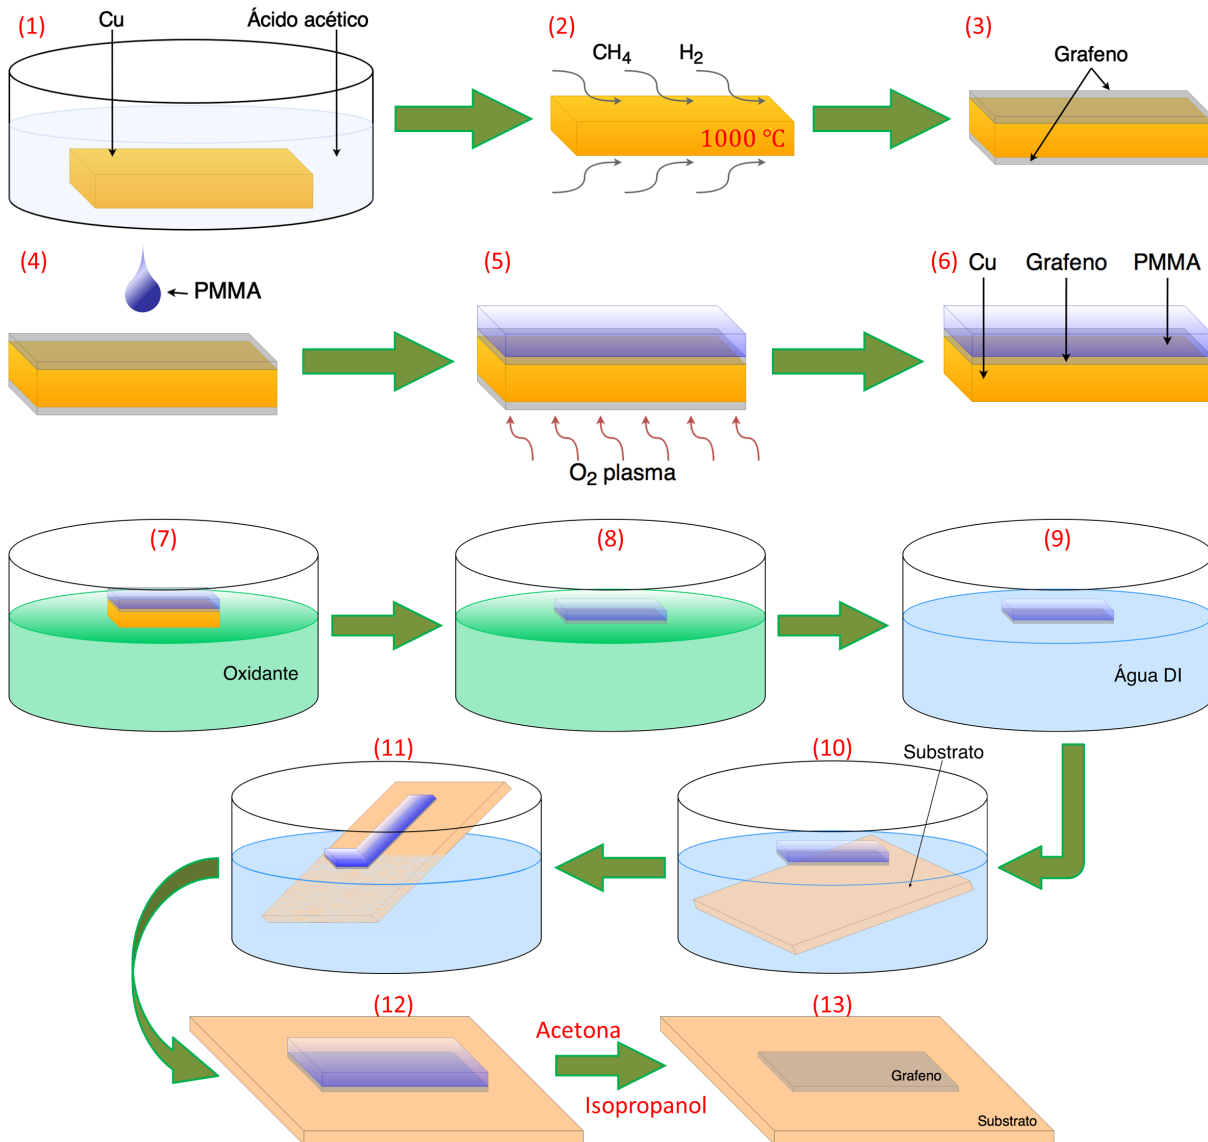 (1)
Cu
Ácido acético
(2)
CH4
H2
1000 °C
(3)
Grafeno
(4)
PMMA
(5)
O2 plasma
(6)
Cu
Grafeno
PMMA
(7)
Oxidante
(8)
(9)
Água DI
(10)
Substrato
(11)
(12)
Acetona
Isopropanol
(13)
Grafeno
Substrato